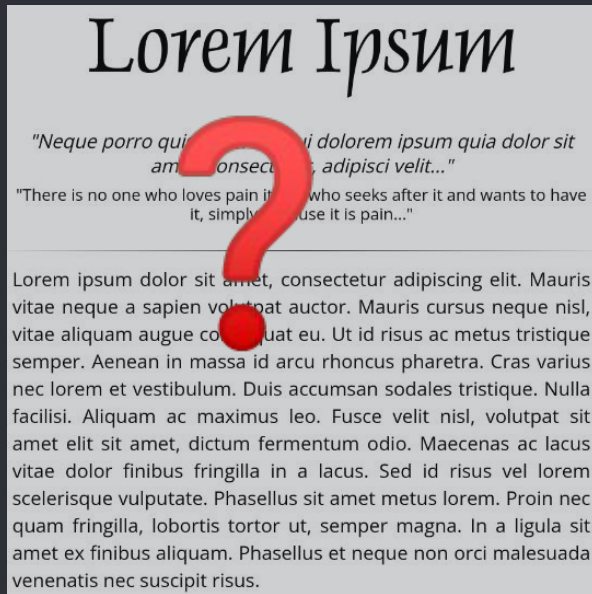 Lorem Ipsum
"Neque porro dolorem ipsum quia dolor sit
adipisci velit..."
"There is no one who loves pain who seeks after it and wants to have
it, simply it is pain..."
Lorem ipsum dolor sit amet, consectetur adipiscing elit. Mauris
vitae neque a sapien volutpat auctor. Mauris cursus neque nisl,
vitae aliquam augue eu. Ut id risus ac metus tristique
semper. Aenean in massa id arcu rhoncus pharetra. Cras varius
nec lorem et vestibulum. Duis accumsan sodales tristique. Nulla
facilisi. Aliquam ac maximus leo. Fusce velit nisl, volutpat sit
amet elit sit amet, dictum fermentum odio. Maecenas ac lacus
vitae dolor finibus fringilla in a lacus. Sed id risus vel lorem
scelerisque vulputate. Phasellus sit amet metus lorem. Proin nec
quam fringilla, lobortis tortor ut, semper magna. In a ligula sit
amet ex finibus aliquam. Phasellus et neque non orci malesuada
venenatis nec suscipit risus.